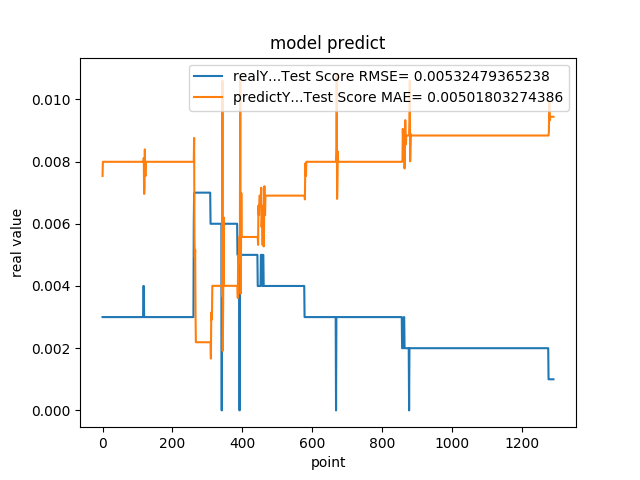 model predict
realY...Test Score RMSE= 0.00532479365238
predictY...Test Score MAE= 0.00501803274386
0.010
0.008
0.006
0.004
0.002
0.000
real value
0 200 400 600 800 1000 1200
point